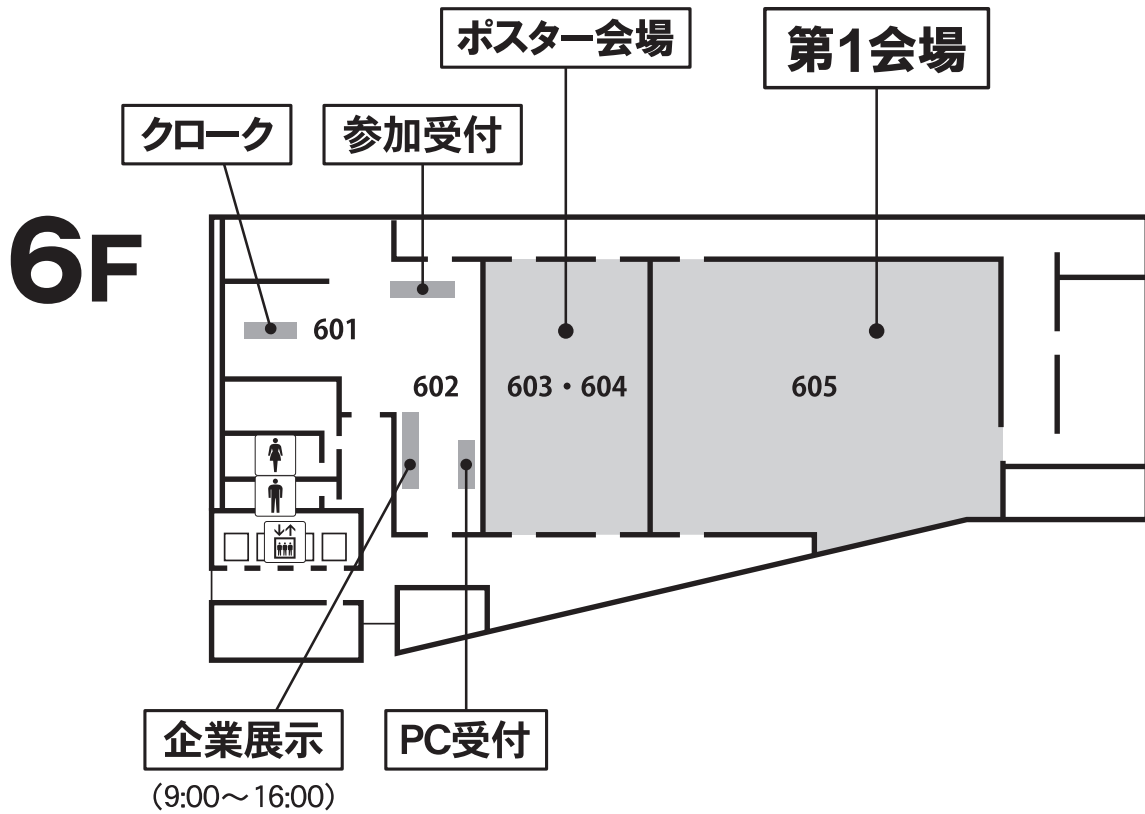 ポスター会場
第1会場
クローク
参加受付
6F
601
602
603・604
605
企業展示
PC受付
（9:00～16:00）